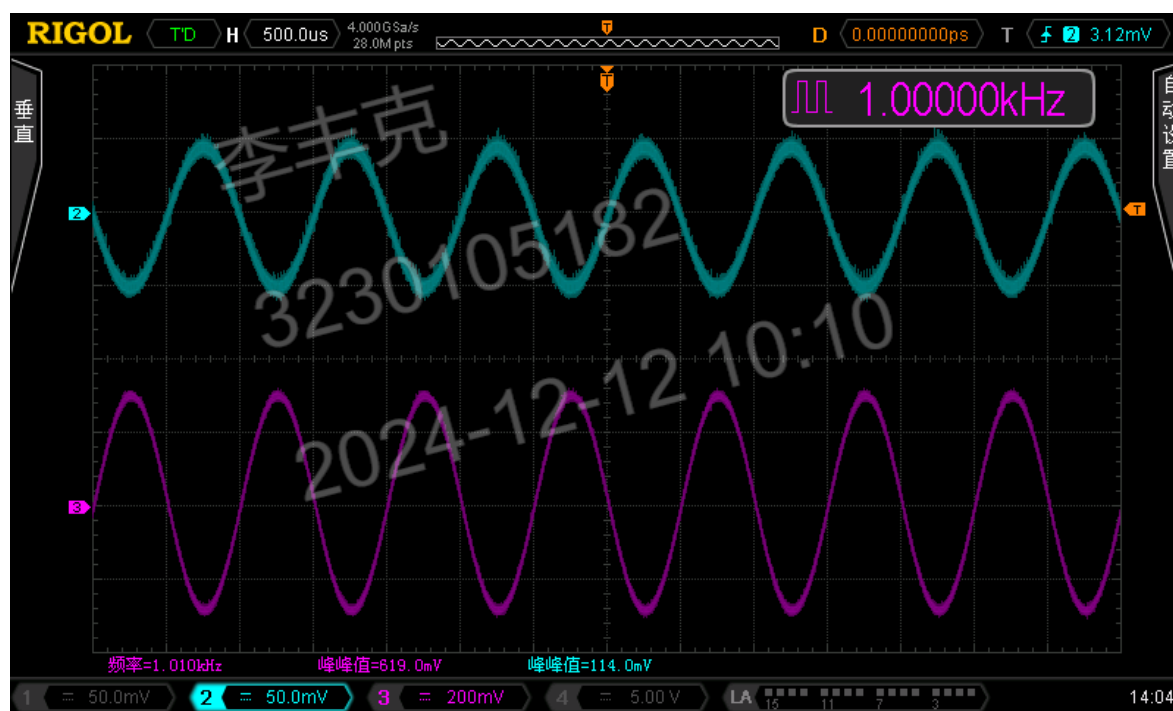 RIGOL T'D H 500.0us 4.000GSa/s 28.0M pts T D 0.00000000ps T 2 3.12mV
垂直
自动设置
T
1.00000kHz
李丰克
2
T
3230105182
2024-12-12 10:10
3
频率=1.010kHz 峰峰值=619.0mV 峰峰值=114.0mV
1 = 50.0mV 2 = 50.0mV 3 = 200mV 4 = 5.00 V LA 15 11 7 3 14:04